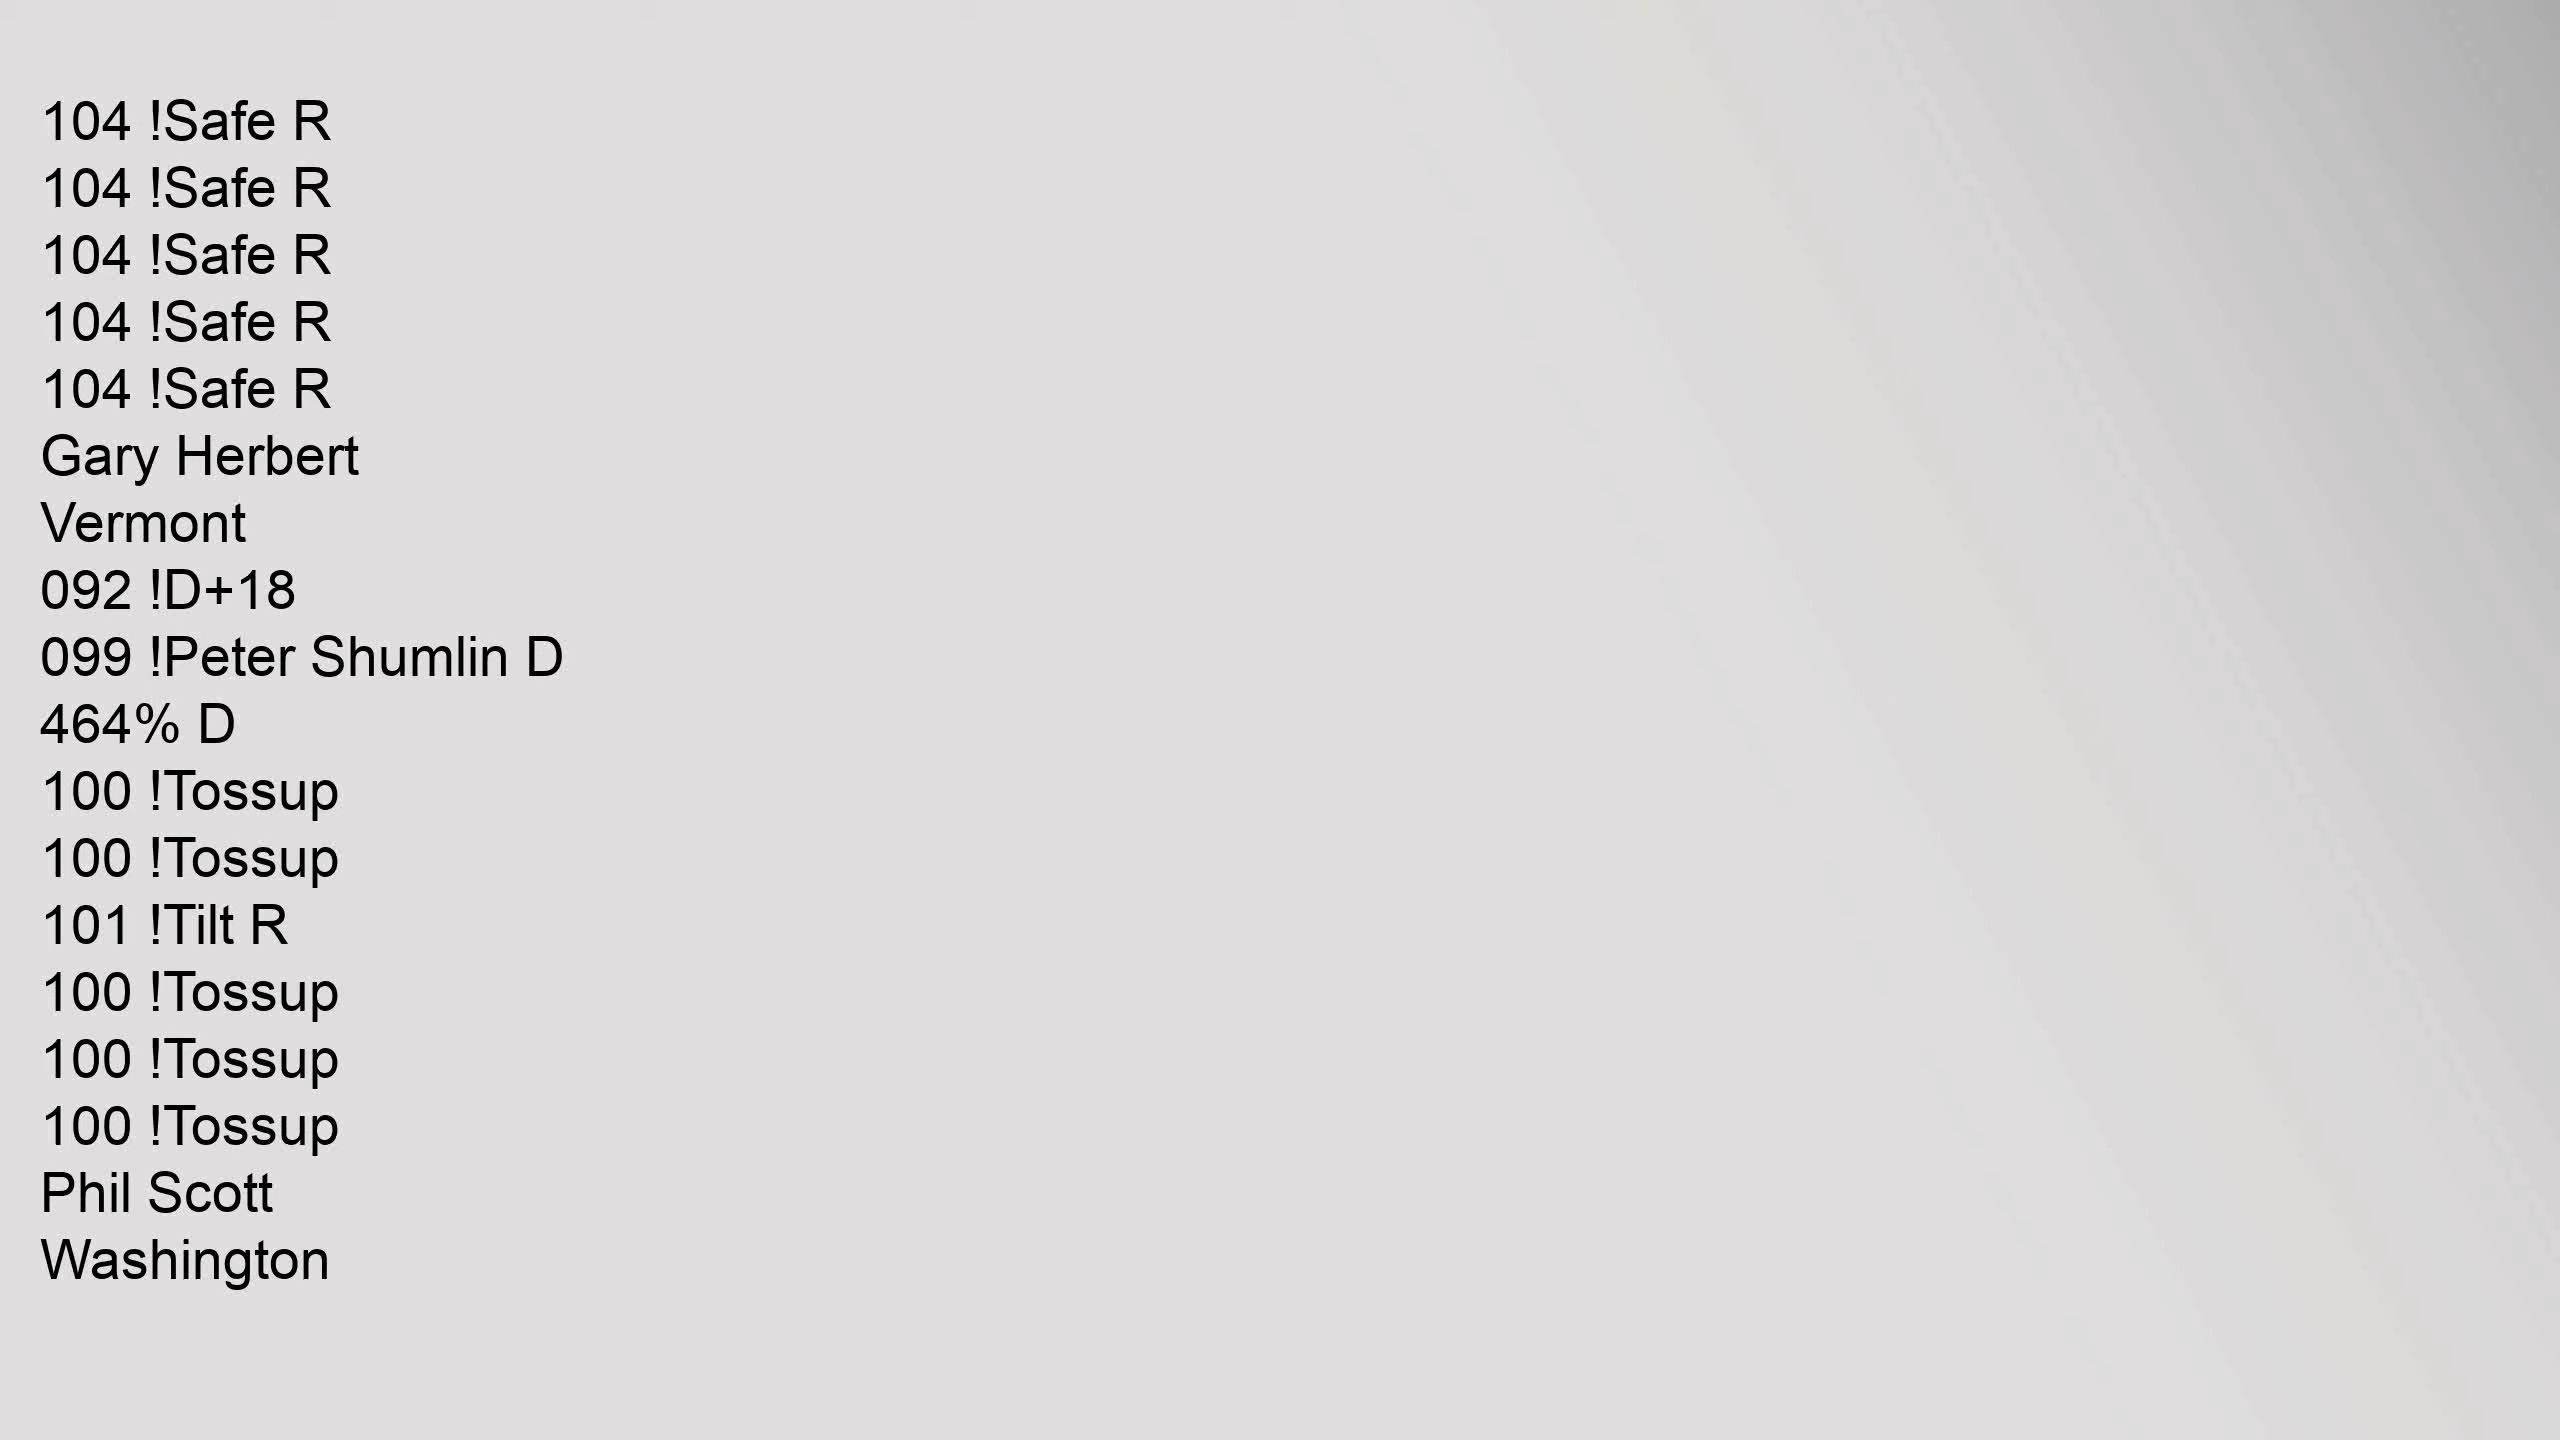 104 !Safe R
104 !Safe R
104 !Safe R
104 !Safe R
104 !Safe R
Gary Herbert
Vermont
092 !D+18
099 !Peter Shumlin D
464% D
100 !Tossup
100 !Tossup
101 !Tilt R
100 !Tossup
100 !Tossup
100 !Tossup
Phil Scott
Washington